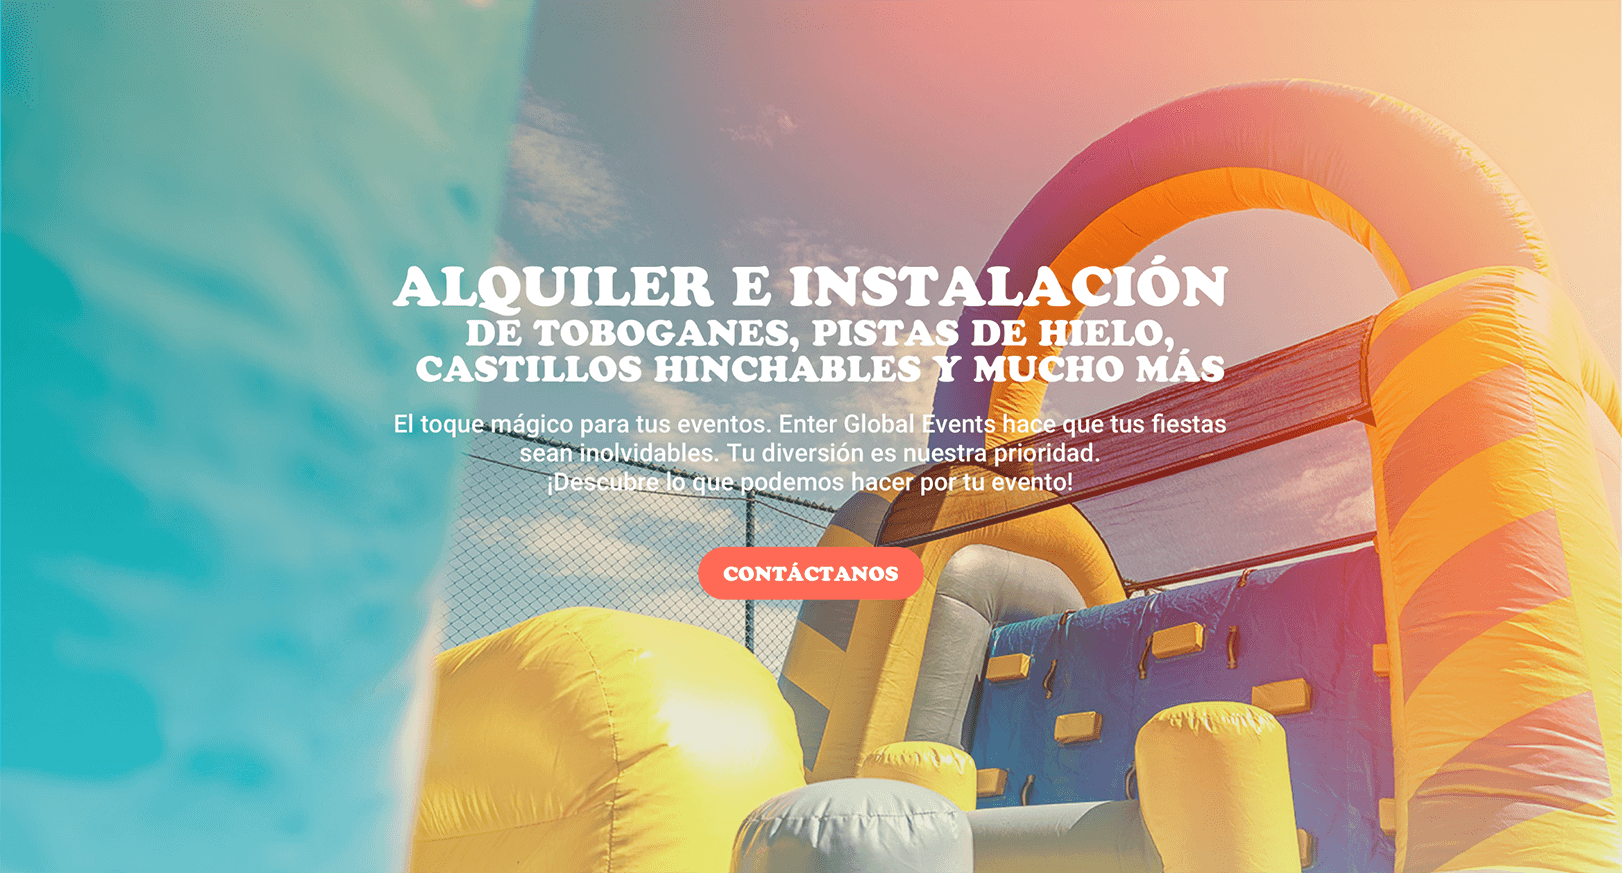 ALQUILER E INSTALACIÓN
DE TOBOGANES, PISTAS DE HIELO,
CASTILLOS HINCHABLES Y MUCHO MÁS
El toque mágico para tus eventos. Enter Global Events hace que tus fiestas
sean inolvidables. Tu diversión es nuestra prioridad.
¡Descubre lo que podemos hacer por tu evento!
CONTÁCTANOS